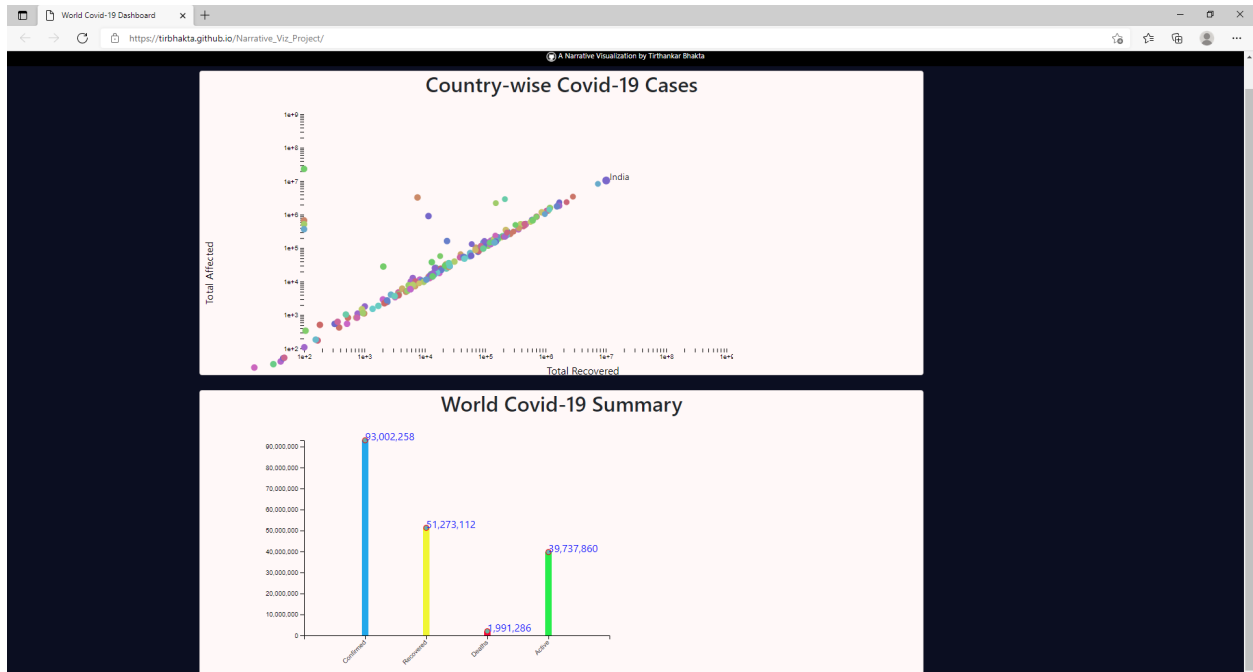 World Covid-19 Dashboard
https://tirbhakta.github.io/Narrative_Viz_Project/
A Narrative Visualization by Tirthankar Bhakta
Country-wise Covid-19 Cases
1e+9
1e+8
1e+7
India
1e+6
1e+5
Total Affected
1e+4
1e+3
1e+2
1e+2 1e+3 1e+4 1e+5 1e+6 1e+7 1e+8 1e+9
Total Recovered
World Covid-19 Summary
93,002,258
90,000,000
80,000,000
70,000,000
60,000,000
51,273,112
50,000,000
39,737,860
40,000,000
30,000,000
20,000,000
10,000,000
1,991,286
0
Confirmed Recovered Deaths Active